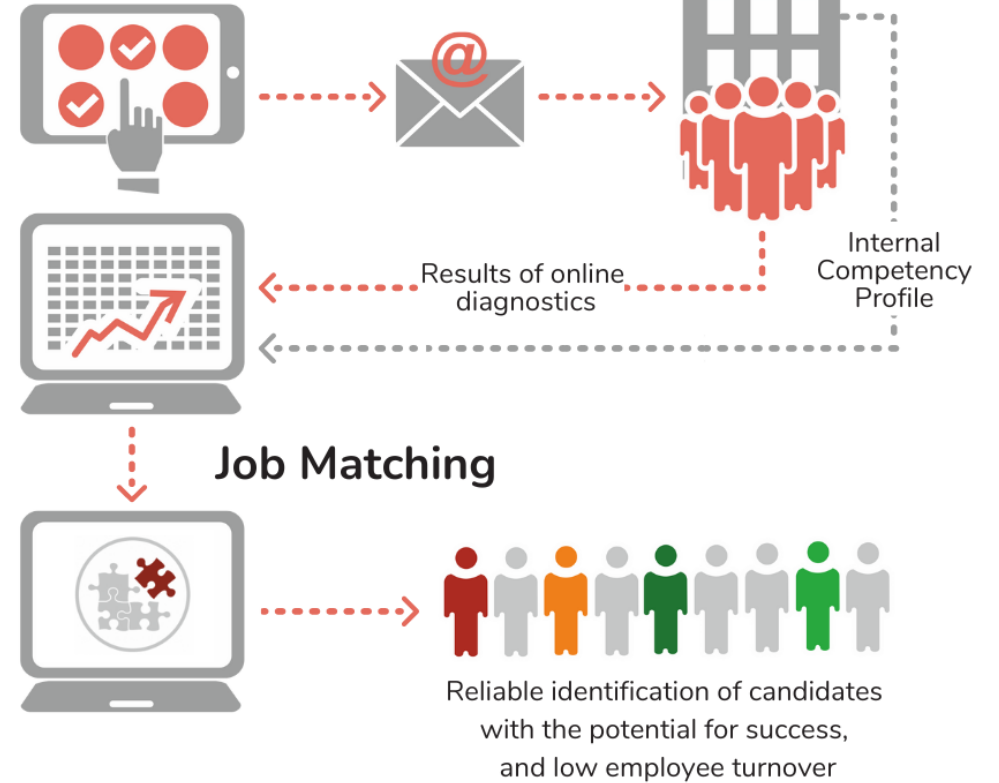 @
Internal
Competency
Profile
Results of online
diagnostics
Job Matching
Reliable identification of candidates
with the potential for success,
and low employee turnover